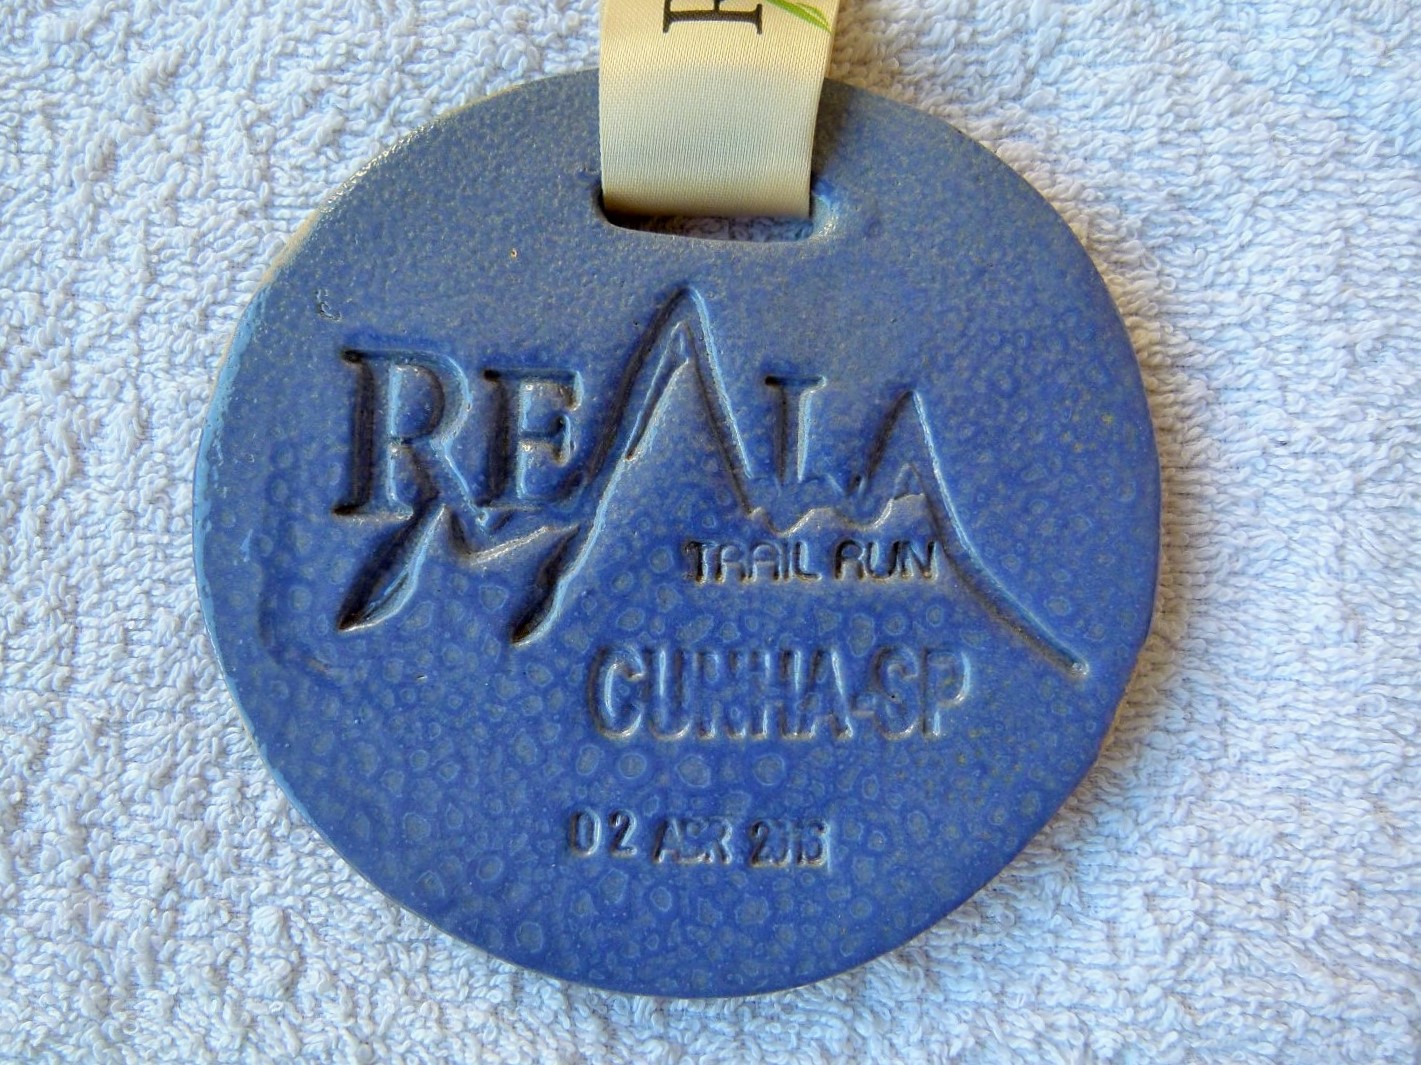 R
REALA
TRAIL RUN
CUNHA-SP
02 ABR 2016